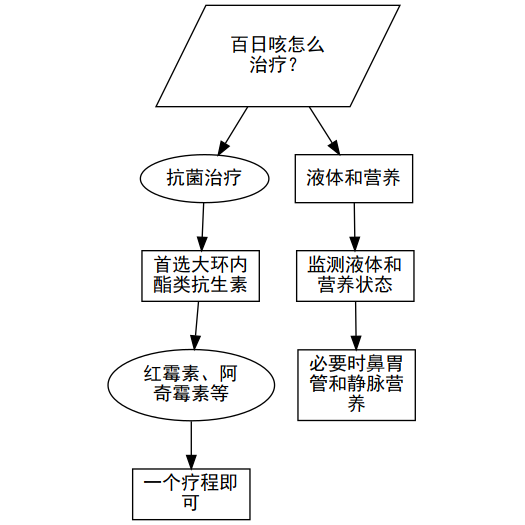 百日咳怎么
治疗？
抗菌治疗
液体和营养
首选大环内
酯类抗生素
监测液体和
营养状态
红霉素、阿
奇霉素等
必要时鼻胃
管和静脉营
养
一个疗程即
可